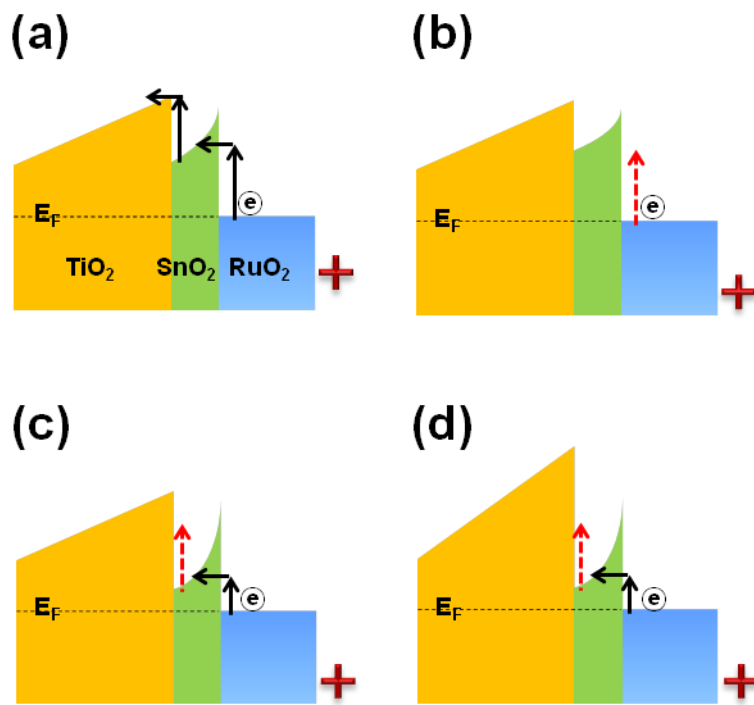 (a)
(b)
e
E_F
TiO₂ SnO₂ RuO₂
+
e
E_F
+
(c)
(d)
e
E_F
+
e
E_F
+